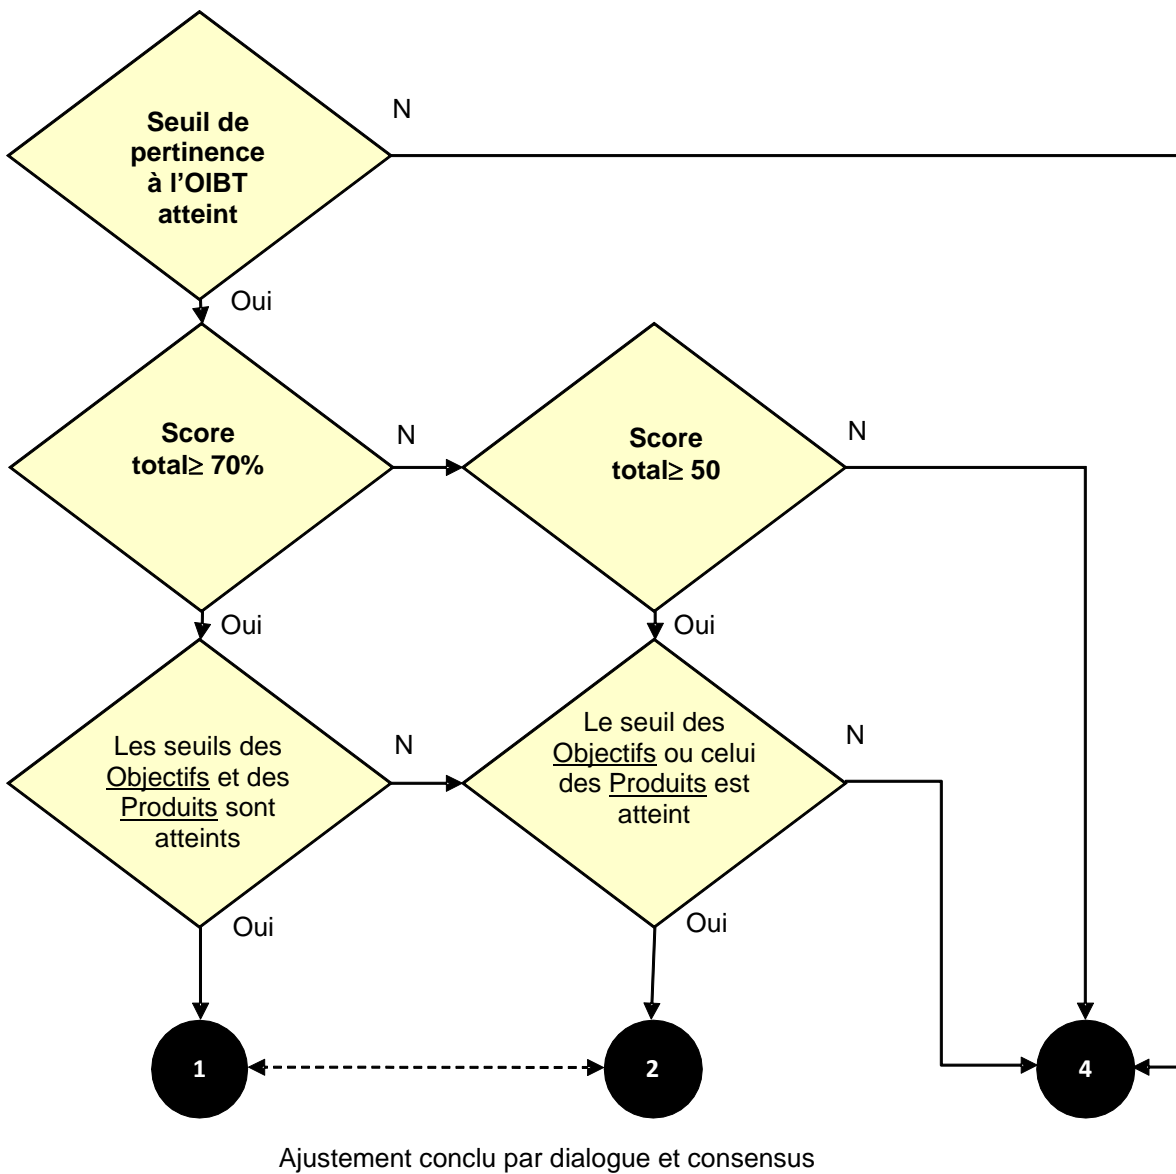 Seuil de
pertinence
à l'OIBT
atteint
N
Oui
Score
total≥ 70%
N
Score
total≥ 50
N
Oui
Oui
Les seuils des
Objectifs et des
Produits sont
atteints
N
Le seuil des
Objectifs ou celui
des Produits est
atteint
N
Oui
Oui
1
2
4
Ajustement conclu par dialogue et consensus